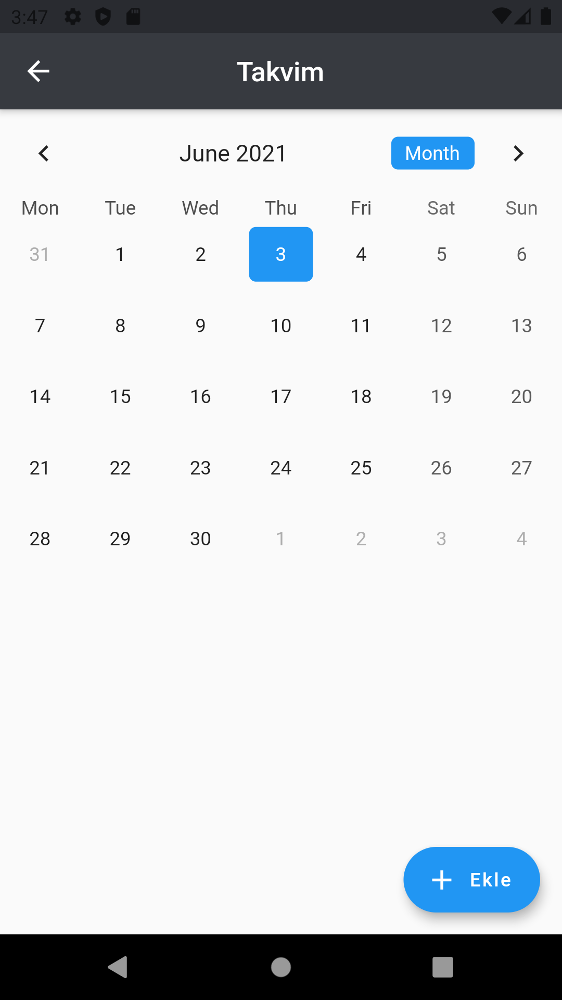 3:47
Takvim
June 2021 Month
Mon Tue Wed Thu Fri Sat Sun
31 1 2 3 4 5 6
7 8 9 10 11 12 13
14 15 16 17 18 19 20
21 22 23 24 25 26 27
28 29 30 1 2 3 4
Ekle